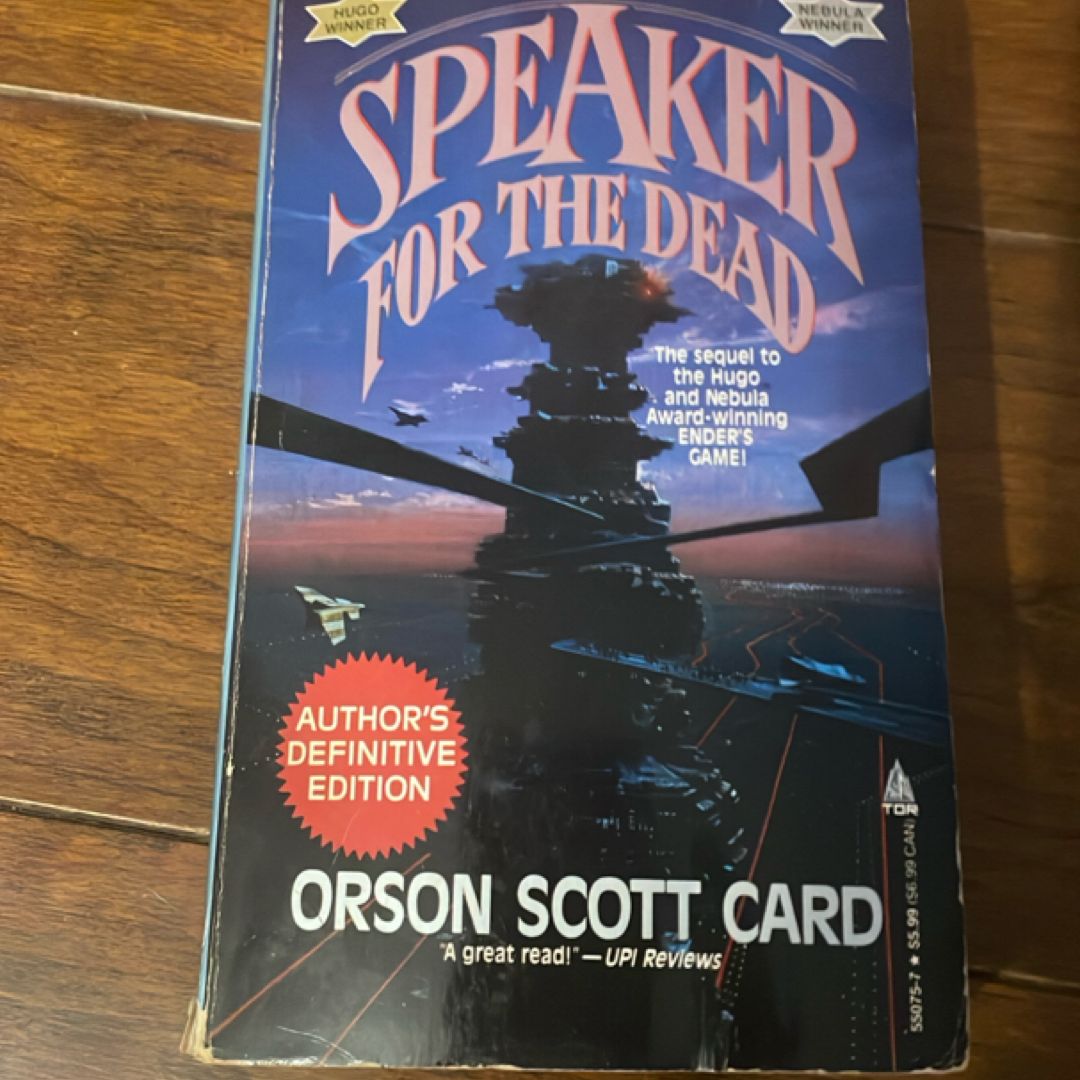 HUGO
WINNER
NEBULA
WINNER
SPEAKER
FOR THE DEAD
The sequel to
the Hugo
and Nebula
Award-winning
ENDER'S
GAME!
AUTHOR'S
DEFINITIVE
EDITION
TOR
ORSON SCOTT CARD
"A great read!"—UPI Reviews
55075-7 ★ $5.99 ($6.99 CAN)